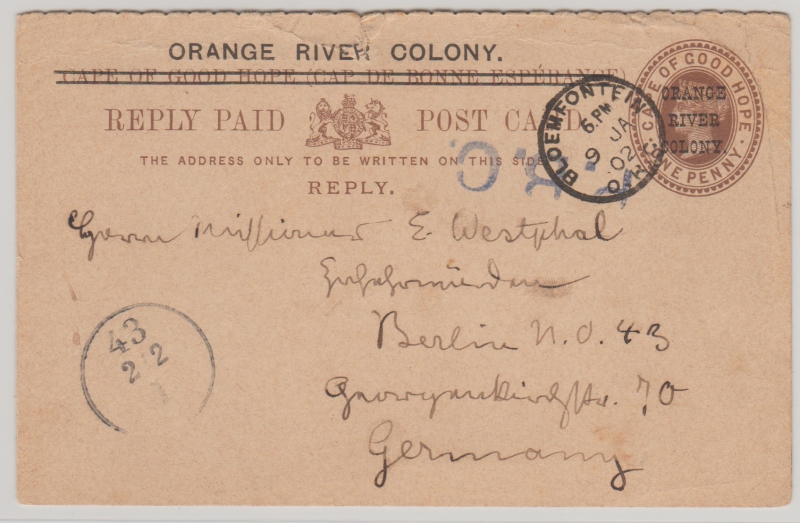 ORANGE RIVER COLONY.
CAPE OF GOOD HOPE (CAP DE BONNE ESPÉRANCE)
REPLY PAID POST CARD
THE ADDRESS ONLY TO BE WRITTEN ON THIS SIDE
REPLY.
CAPE OF GOOD HOPE
ONE PENNY
ORANGE
RIVER
COLONY.
BLOEMFONTEIN
6.PM
9 JA
02
O.R.C
Herrn Missionar E. Westphal
Berlin N.O. 43
Georgenkirchstr. 70
Germany
43
2 2